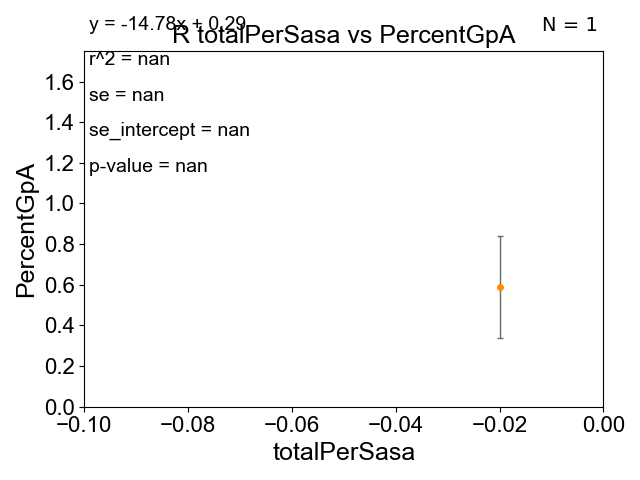 y = -14.78x + 0.29
N = 1
R totalPerSasa vs PercentGpA
r^2 = nan
se = nan
se_intercept = nan
p-value = nan
PercentGpA
1.6
1.4
1.2
1.0
0.8
0.6
0.4
0.2
0.0
−0.10 −0.08 −0.06 −0.04 −0.02 0.00
totalPerSasa